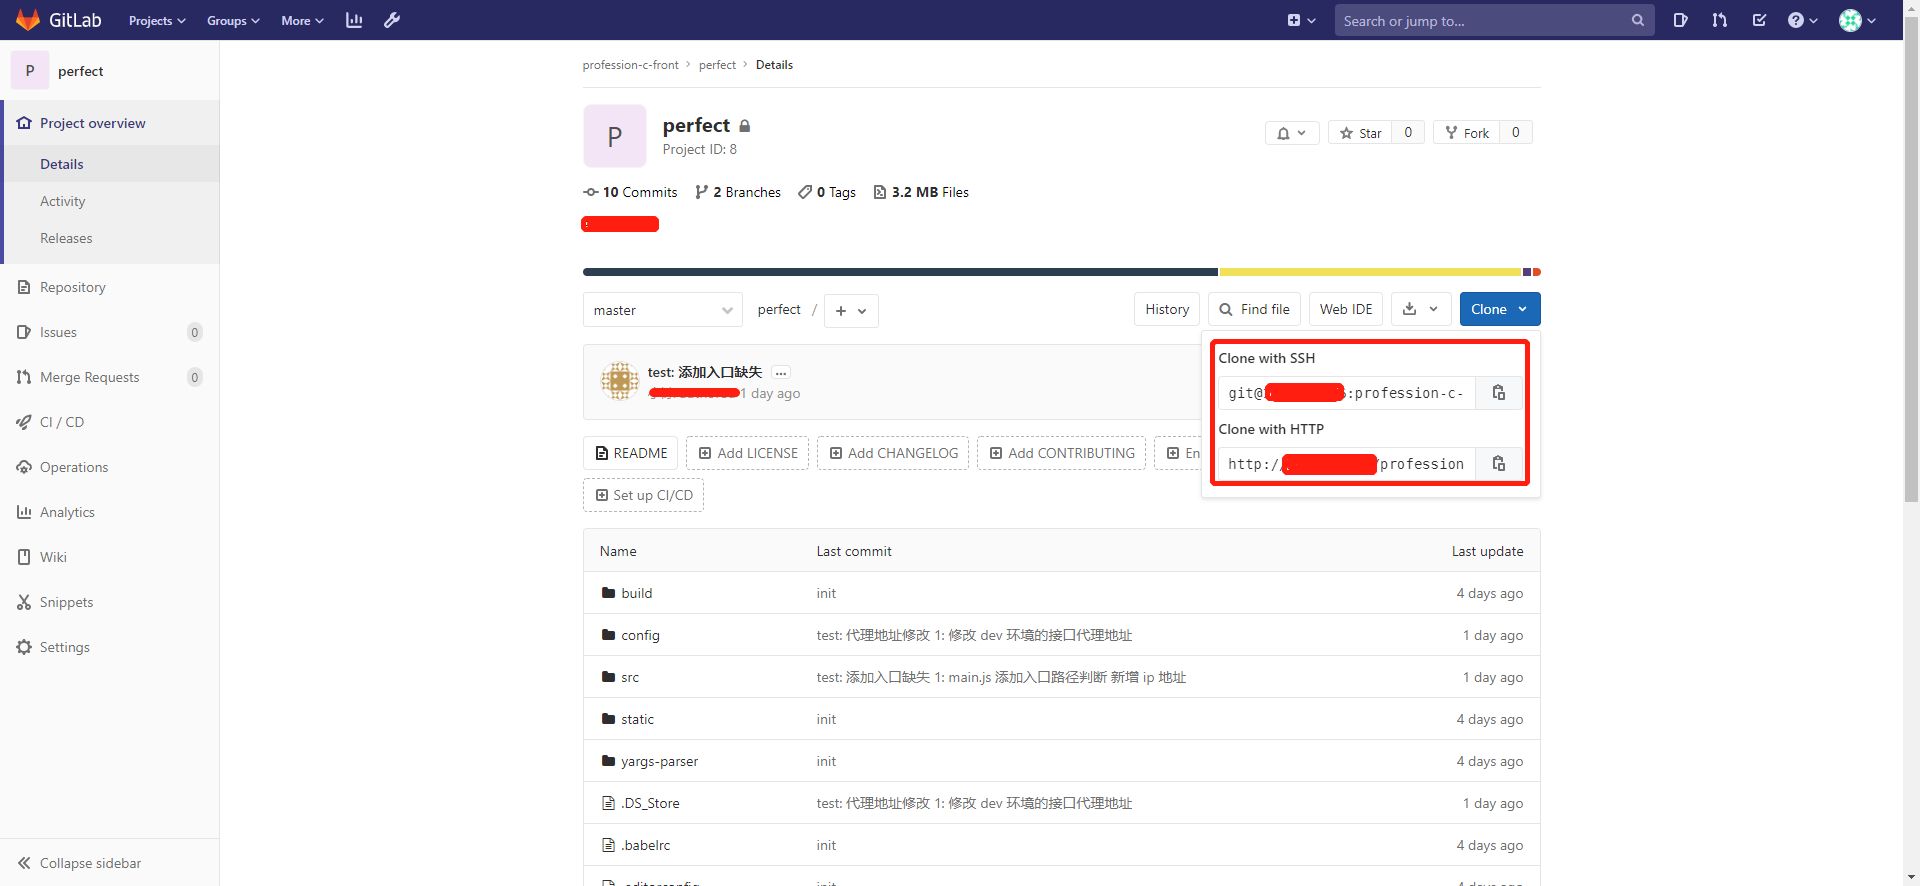 GitLab Projects Groups More Search or jump to...
P perfect
Project overview
Details
Activity
Releases
Repository
Issues 0
Merge Requests 0
CI / CD
Operations
Analytics
Wiki
Snippets
Settings
Collapse sidebar
profession-c-front > perfect > Details
P
perfect
Project ID: 8
Star 0 Fork 0
10 Commits 2 Branches 0 Tags 3.2 MB Files
master perfect / + History Find file Web IDE Clone
test: 添加入口缺失 ...
1 day ago
Clone with SSH
git@ :profession-c-
Clone with HTTP
http:/ /profession
README Add LICENSE Add CHANGELOG Add CONTRIBUTING En
Set up CI/CD
Name Last commit Last update
build init 4 days ago
config test: 代理地址修改 1: 修改 dev 环境的接口代理地址 1 day ago
src test: 添加入口缺失 1: main.js 添加入口路径判断 新增 ip 地址 1 day ago
static init 4 days ago
yargs-parser init 4 days ago
.DS_Store test: 代理地址修改 1: 修改 dev 环境的接口代理地址 1 day ago
.babelrc init 4 days ago
.editorconfig init 4 days ago